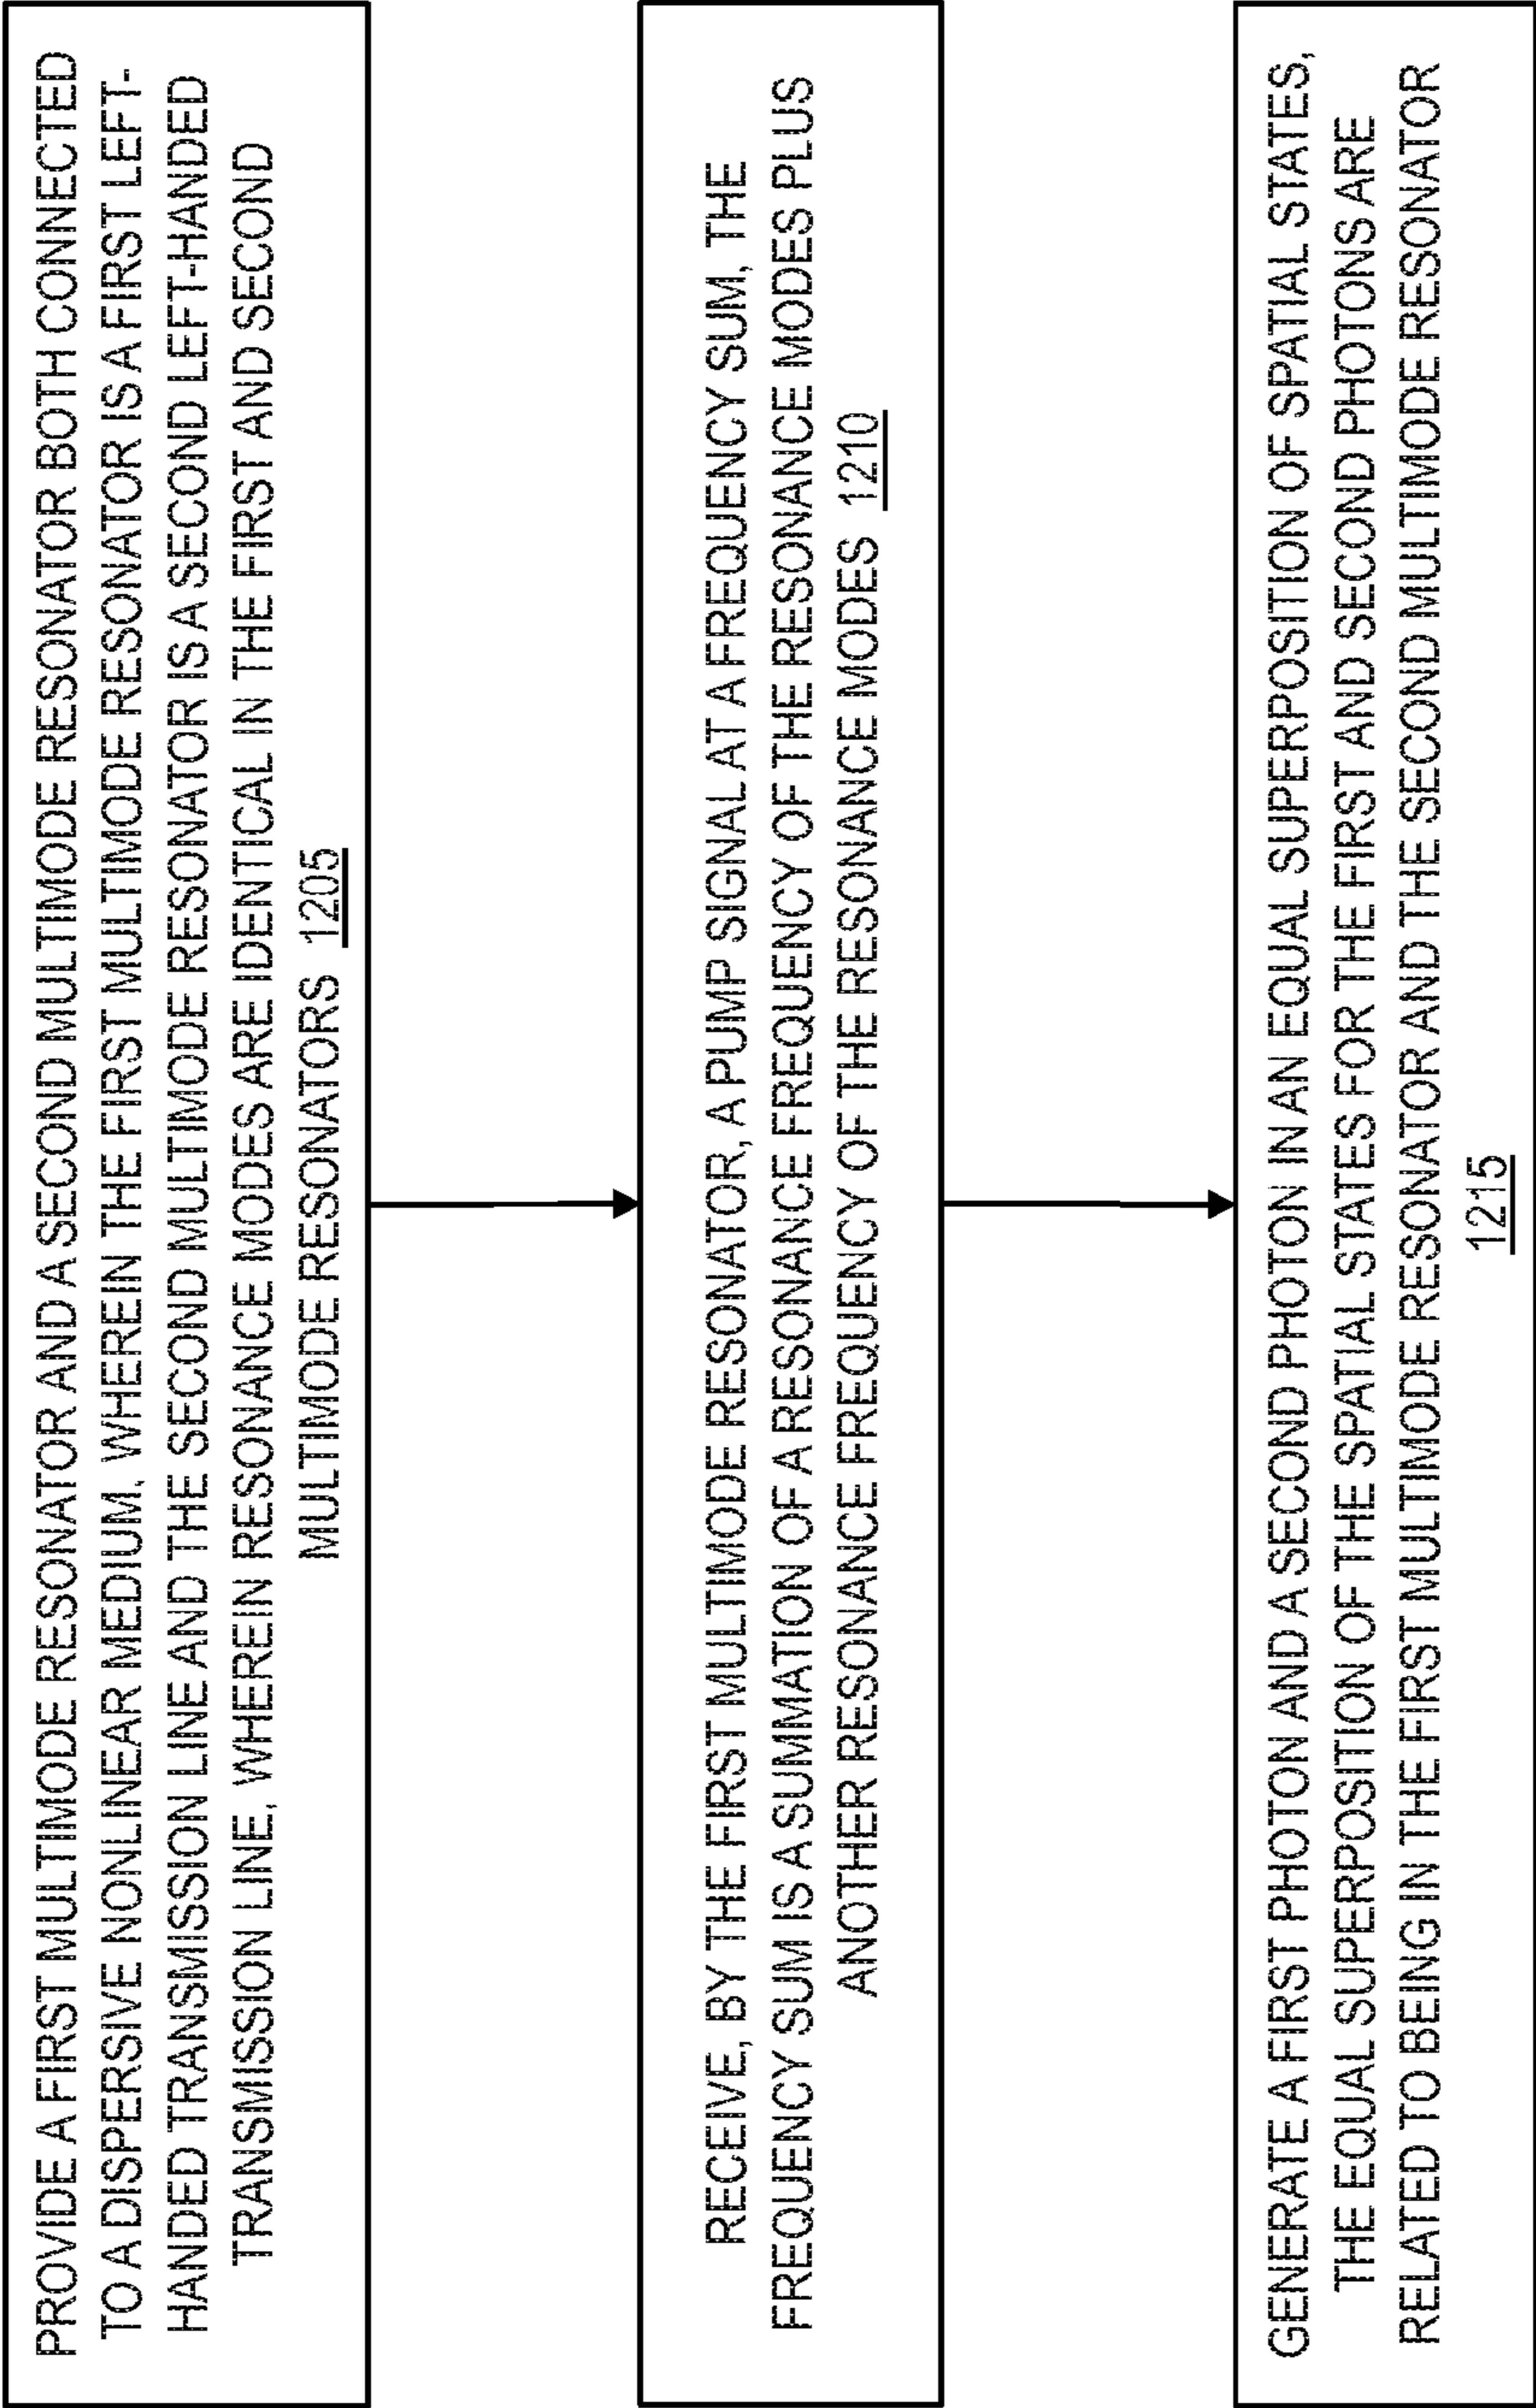 PROVIDE A FIRST MULTIMODE RESONATOR AND A SECOND MULTIMODE RESONATOR BOTH CONNECTED
TO A DISPERSIVE NONLINEAR MEDIUM, WHEREIN THE FIRST MULTIMODE RESONATOR IS A FIRST LEFT-
HANDED TRANSMISSION LINE AND THE SECOND MULTIMODE RESONATOR IS A SECOND LEFT-HANDED
TRANSMISSION LINE, WHEREIN RESONANCE MODES ARE IDENTICAL IN THE FIRST AND SECOND
MULTIMODE RESONATORS 1205
RECEIVE, BY THE FIRST MULTIMODE RESONATOR, A PUMP SIGNAL AT A FREQUENCY SUM, THE
FREQUENCY SUM IS A SUMMATION OF A RESONANCE FREQUENCY OF THE RESONANCE MODES PLUS
ANOTHER RESONANCE FREQUENCY OF THE RESONANCE MODES 1210
GENERATE A FIRST PHOTON AND A SECOND PHOTON IN AN EQUAL SUPERPOSITION OF SPATIAL STATES,
THE EQUAL SUPERPOSITION OF THE SPATIAL STATES FOR THE FIRST AND SECOND PHOTONS ARE
RELATED TO BEING IN THE FIRST MULTIMODE RESONATOR AND THE SECOND MULTIMODE RESONATOR
1215